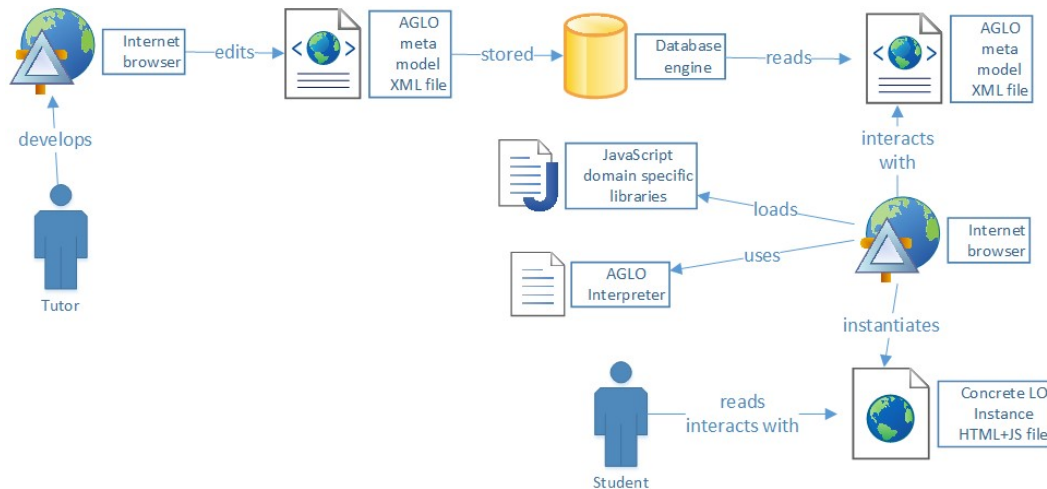 Internet
browser
edits
AGLO
meta
model
XML file
stored
Database
engine
reads
AGLO
meta
model
XML file
develops
interacts
with
JavaScript
domain specific
libraries
loads
Internet
browser
uses
AGLO
Interpreter
Tutor
instantiates
reads
interacts with
Concrete LO
Instance
HTML+JS file
Student